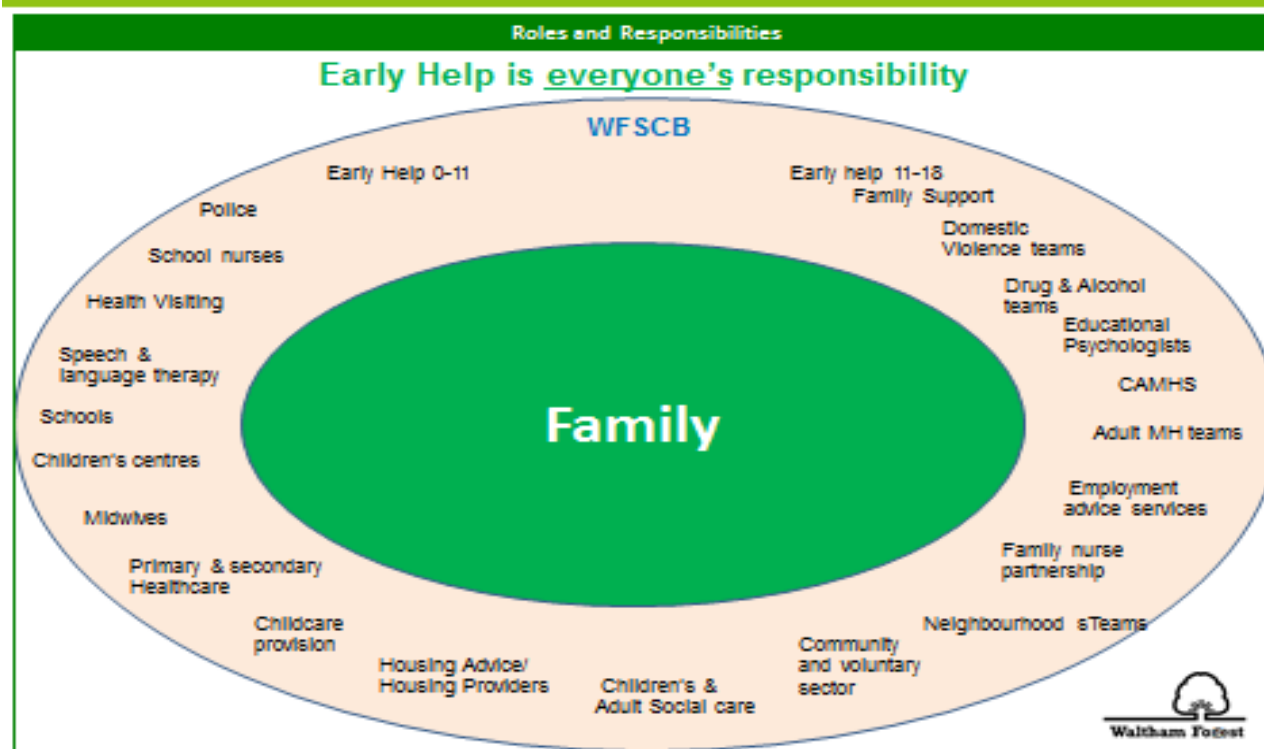 Roles and Responsibilities
Early Help is everyone's responsibility
WFSCB
Early Help 0-11
Early help 11-18
Family Support
Police
Domestic
Violence teams
School nurses
Drug & Alcohol
teams
Health Visiting
Educational
Psychologists
Speech &
language therapy
CAMHS
Schools
Family
Adult MH teams
Children's centres
Employment
advice services
Midwives
Family nurse
partnership
Primary & secondary
Healthcare
Neighbourhood sTeams
Childcare
provision
Community
and voluntary
sector
Housing Advice/
Housing Providers
Children's &
Adult Social care
Waltham Forest